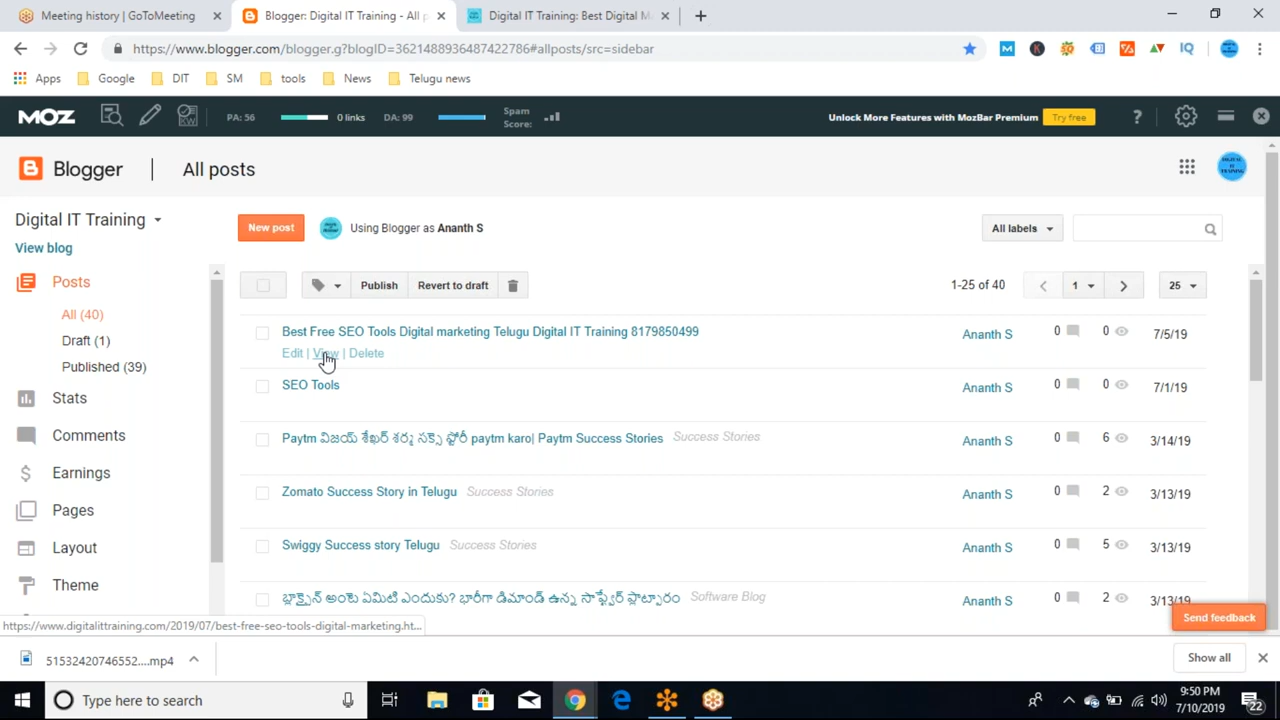 Meeting history | GoToMeeting
Blogger: Digital IT Training - All p
Digital IT Training: Best Digital M
https://www.blogger.com/blogger.g?blogID=3621488936487422786#allposts/src=sidebar
Apps Google DIT SM tools News Telugu news
MOZ PA: 56 0 links DA: 99 Spam Score: Unlock More Features with MozBar Premium Try free ?
Blogger All posts
Digital IT Training
View blog
New post Using Blogger as Ananth S All labels
Posts
All (40)
Draft (1)
Published (39)
Stats
Comments
Earnings
Pages
Layout
Theme
Publish Revert to draft 1-25 of 40 1 25
Best Free SEO Tools Digital marketing Telugu Digital IT Training 8179850499 Ananth S 0 0 7/5/19
Edit | View | Delete
SEO Tools Ananth S 0 0 7/1/19
Paytm విజయ్ శేఖర్ శర్మ సక్సె స్టోరీ paytm karo| Paytm Success Stories Success Stories Ananth S 0 6 3/14/19
Zomato Success Story in Telugu Success Stories Ananth S 0 2 3/13/19
Swiggy Success story Telugu Success Stories Ananth S 0 5 3/13/19
బ్లాక్చైన్ అంటె ఏమిటి ఎందుకు? భారీగా డిమాండ్ ఉన్న సాఫ్ట్వేర్ ప్లాట్ఫారం Software Blog Ananth S 0 2 3/13/19
Send feedback
https://www.digitalittraining.com/2019/07/best-free-seo-tools-digital-marketing.ht...
51532420746552....mp4 Show all
Type here to search
9:50 PM
7/10/2019
22